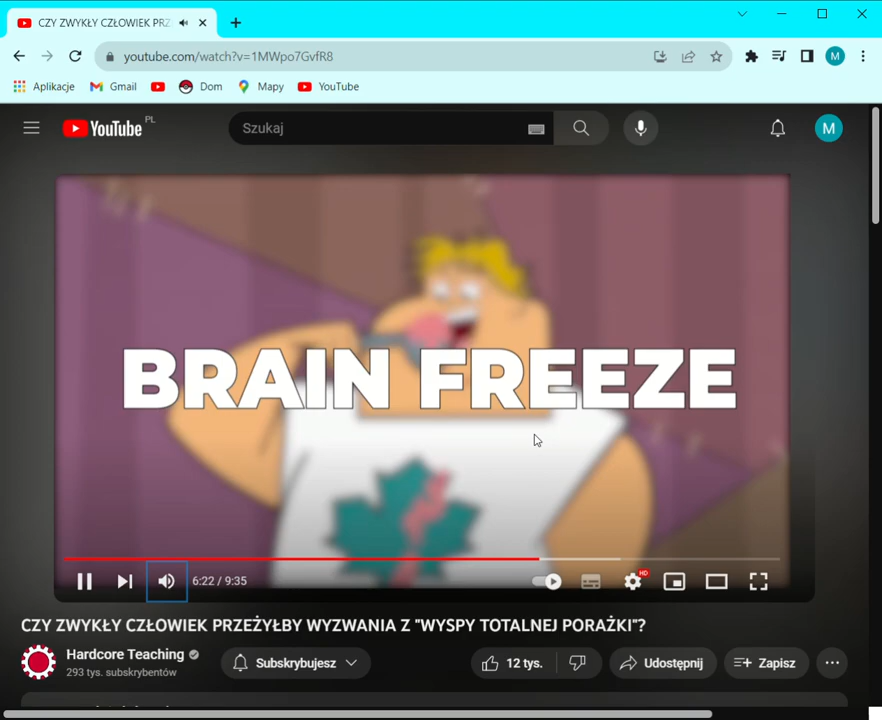 CZY ZWYKŁY CZŁOWIEK PRZ
youtube.com/watch?v=1MWpo7GvfR8
M
Aplikacje
Gmail
Dom
Mapy
YouTube
YouTube PL
Szukaj
M
BRAIN FREEZE
6:22 / 9:35
HD
CZY ZWYKŁY CZŁOWIEK PRZEŻYŁBY WYZWANIA Z "WYSPY TOTALNEJ PORAŻKI"?
Hardcore Teaching
293 tys. subskrybentów
Subskrybujesz
12 tys.
Udostępnij
Zapisz